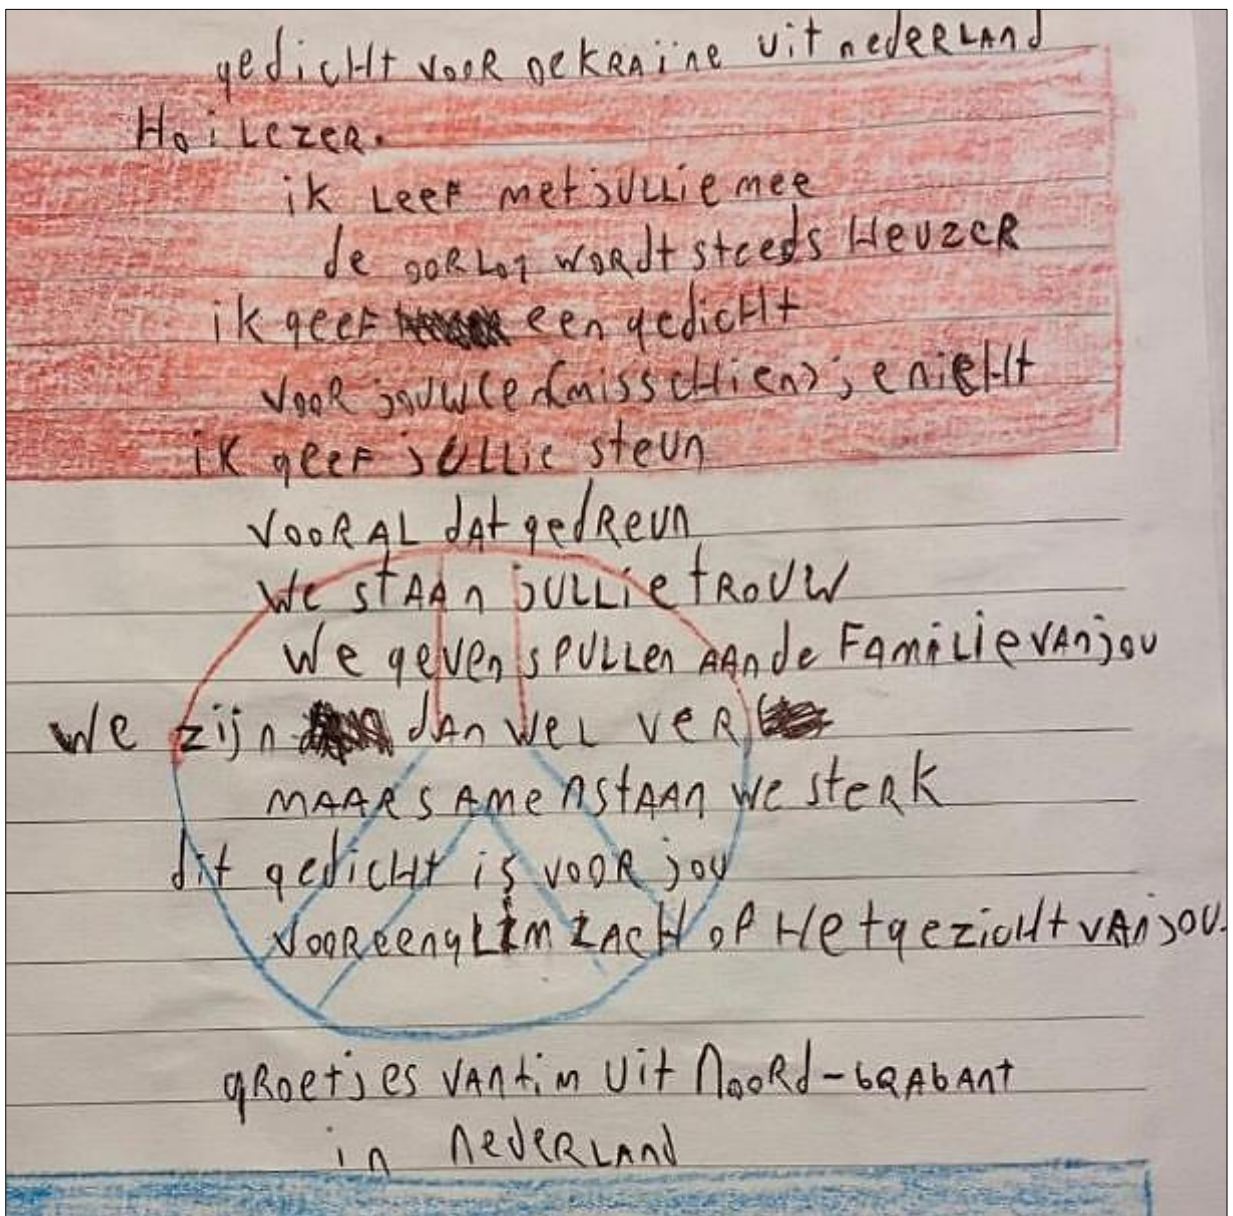 gedicht voor oekraine uit nederland
Hoi Lezer.
ik leef met jullie mee
de oorlog wordt steeds Heuzer
ik geef een gedicht
voor jouw (en misschien) je nicht
ik geef jullie steun
vooral dat gedreun
we staan jullie trouw
we geven spullen aan de Familie van jou
we zijn dan wel ver
maar samen staan we sterk
dit gedicht is voor jou
voor een glimlach op Het gezicht van jou.
groetjes van tim uit Noord-brabant
in nederland